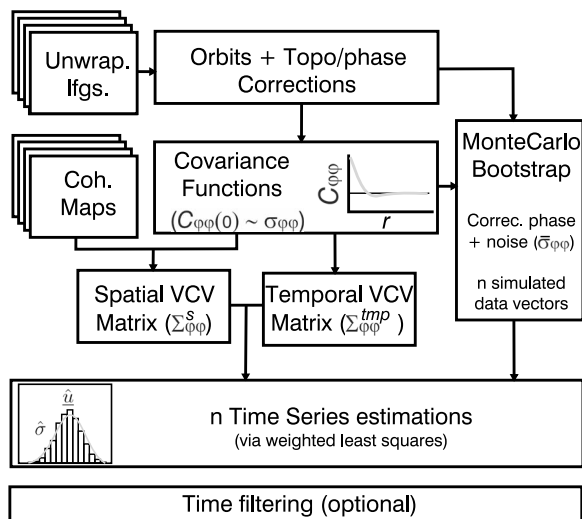 Unwrap.
Ifgs.
Orbits + Topo/phase
Corrections
Coh.
Maps
Covariance
Functions
(Cφφ(0) ~ σφφ)
Cφφ
r
MonteCarlo
Bootstrap
Correc. phase
+ noise (σ̄φφ)
n simulated
data vectors
Spatial VCV
Matrix (Σˢφφ)
Temporal VCV
Matrix (Σᵗᵐᵖφφ )
û
σ̂
n Time Series estimations
(via weighted least squares)
Time filtering (optional)